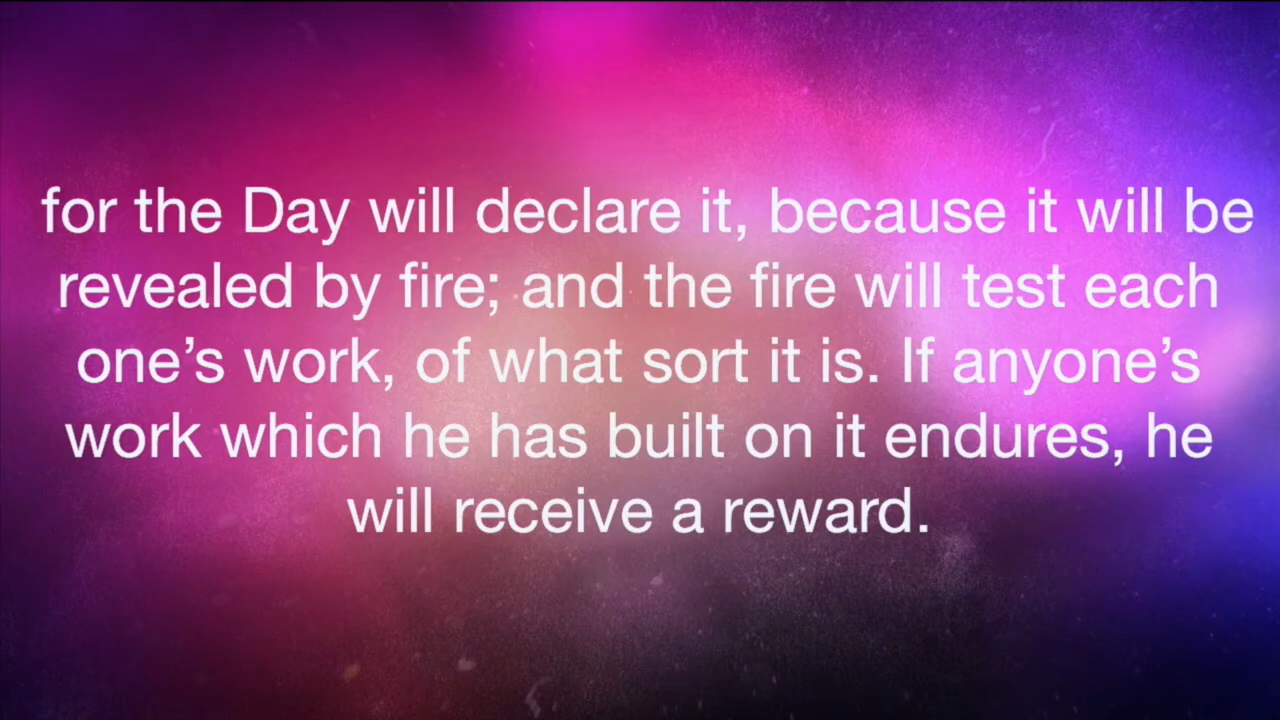 for the Day will declare it, because it will be
revealed by fire; and the fire will test each
one’s work, of what sort it is. If anyone’s
work which he has built on it endures, he
will receive a reward.